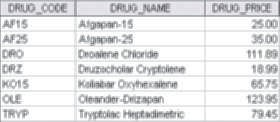 DRUG_CODE DRUG_NAME DRUG_PRICE
AF15 Afgapan-15 25.00
AF25 Afgapan-25 35.00
DRO Droalene Chloride 111.89
DRZ Druzocholar Cryptolene 18.99
KO15 Koliabar Oxyhexalene 65.75
OLE Oleander-Drizapan 123.95
TRYP Tryptolac Heptadimetric 79.45